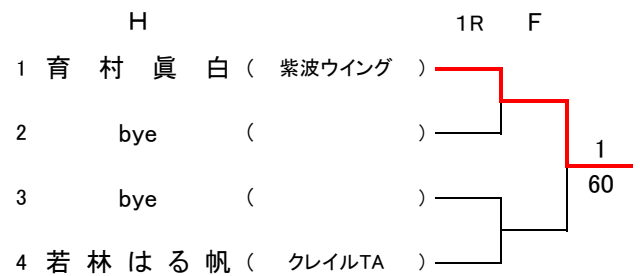 H 1R F
1 育 村 眞 白 ( 紫波ウイング )
2 bye ( )
3 bye ( )
4 若 林 は る 帆 ( クレイルTA )
1
60